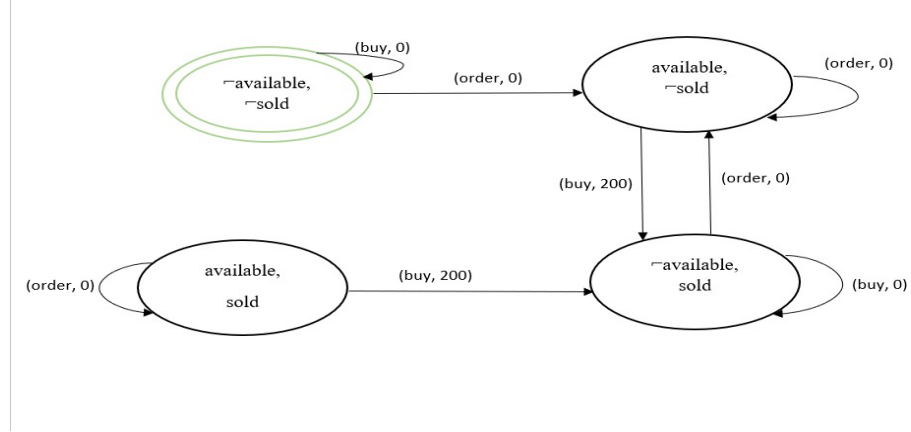 (buy, 0)
¬available,
¬sold
(order, 0)
available,
¬sold
(order, 0)
(buy, 200)
(order, 0)
(order, 0)
available,
sold
(buy, 200)
¬available,
sold
(buy, 0)